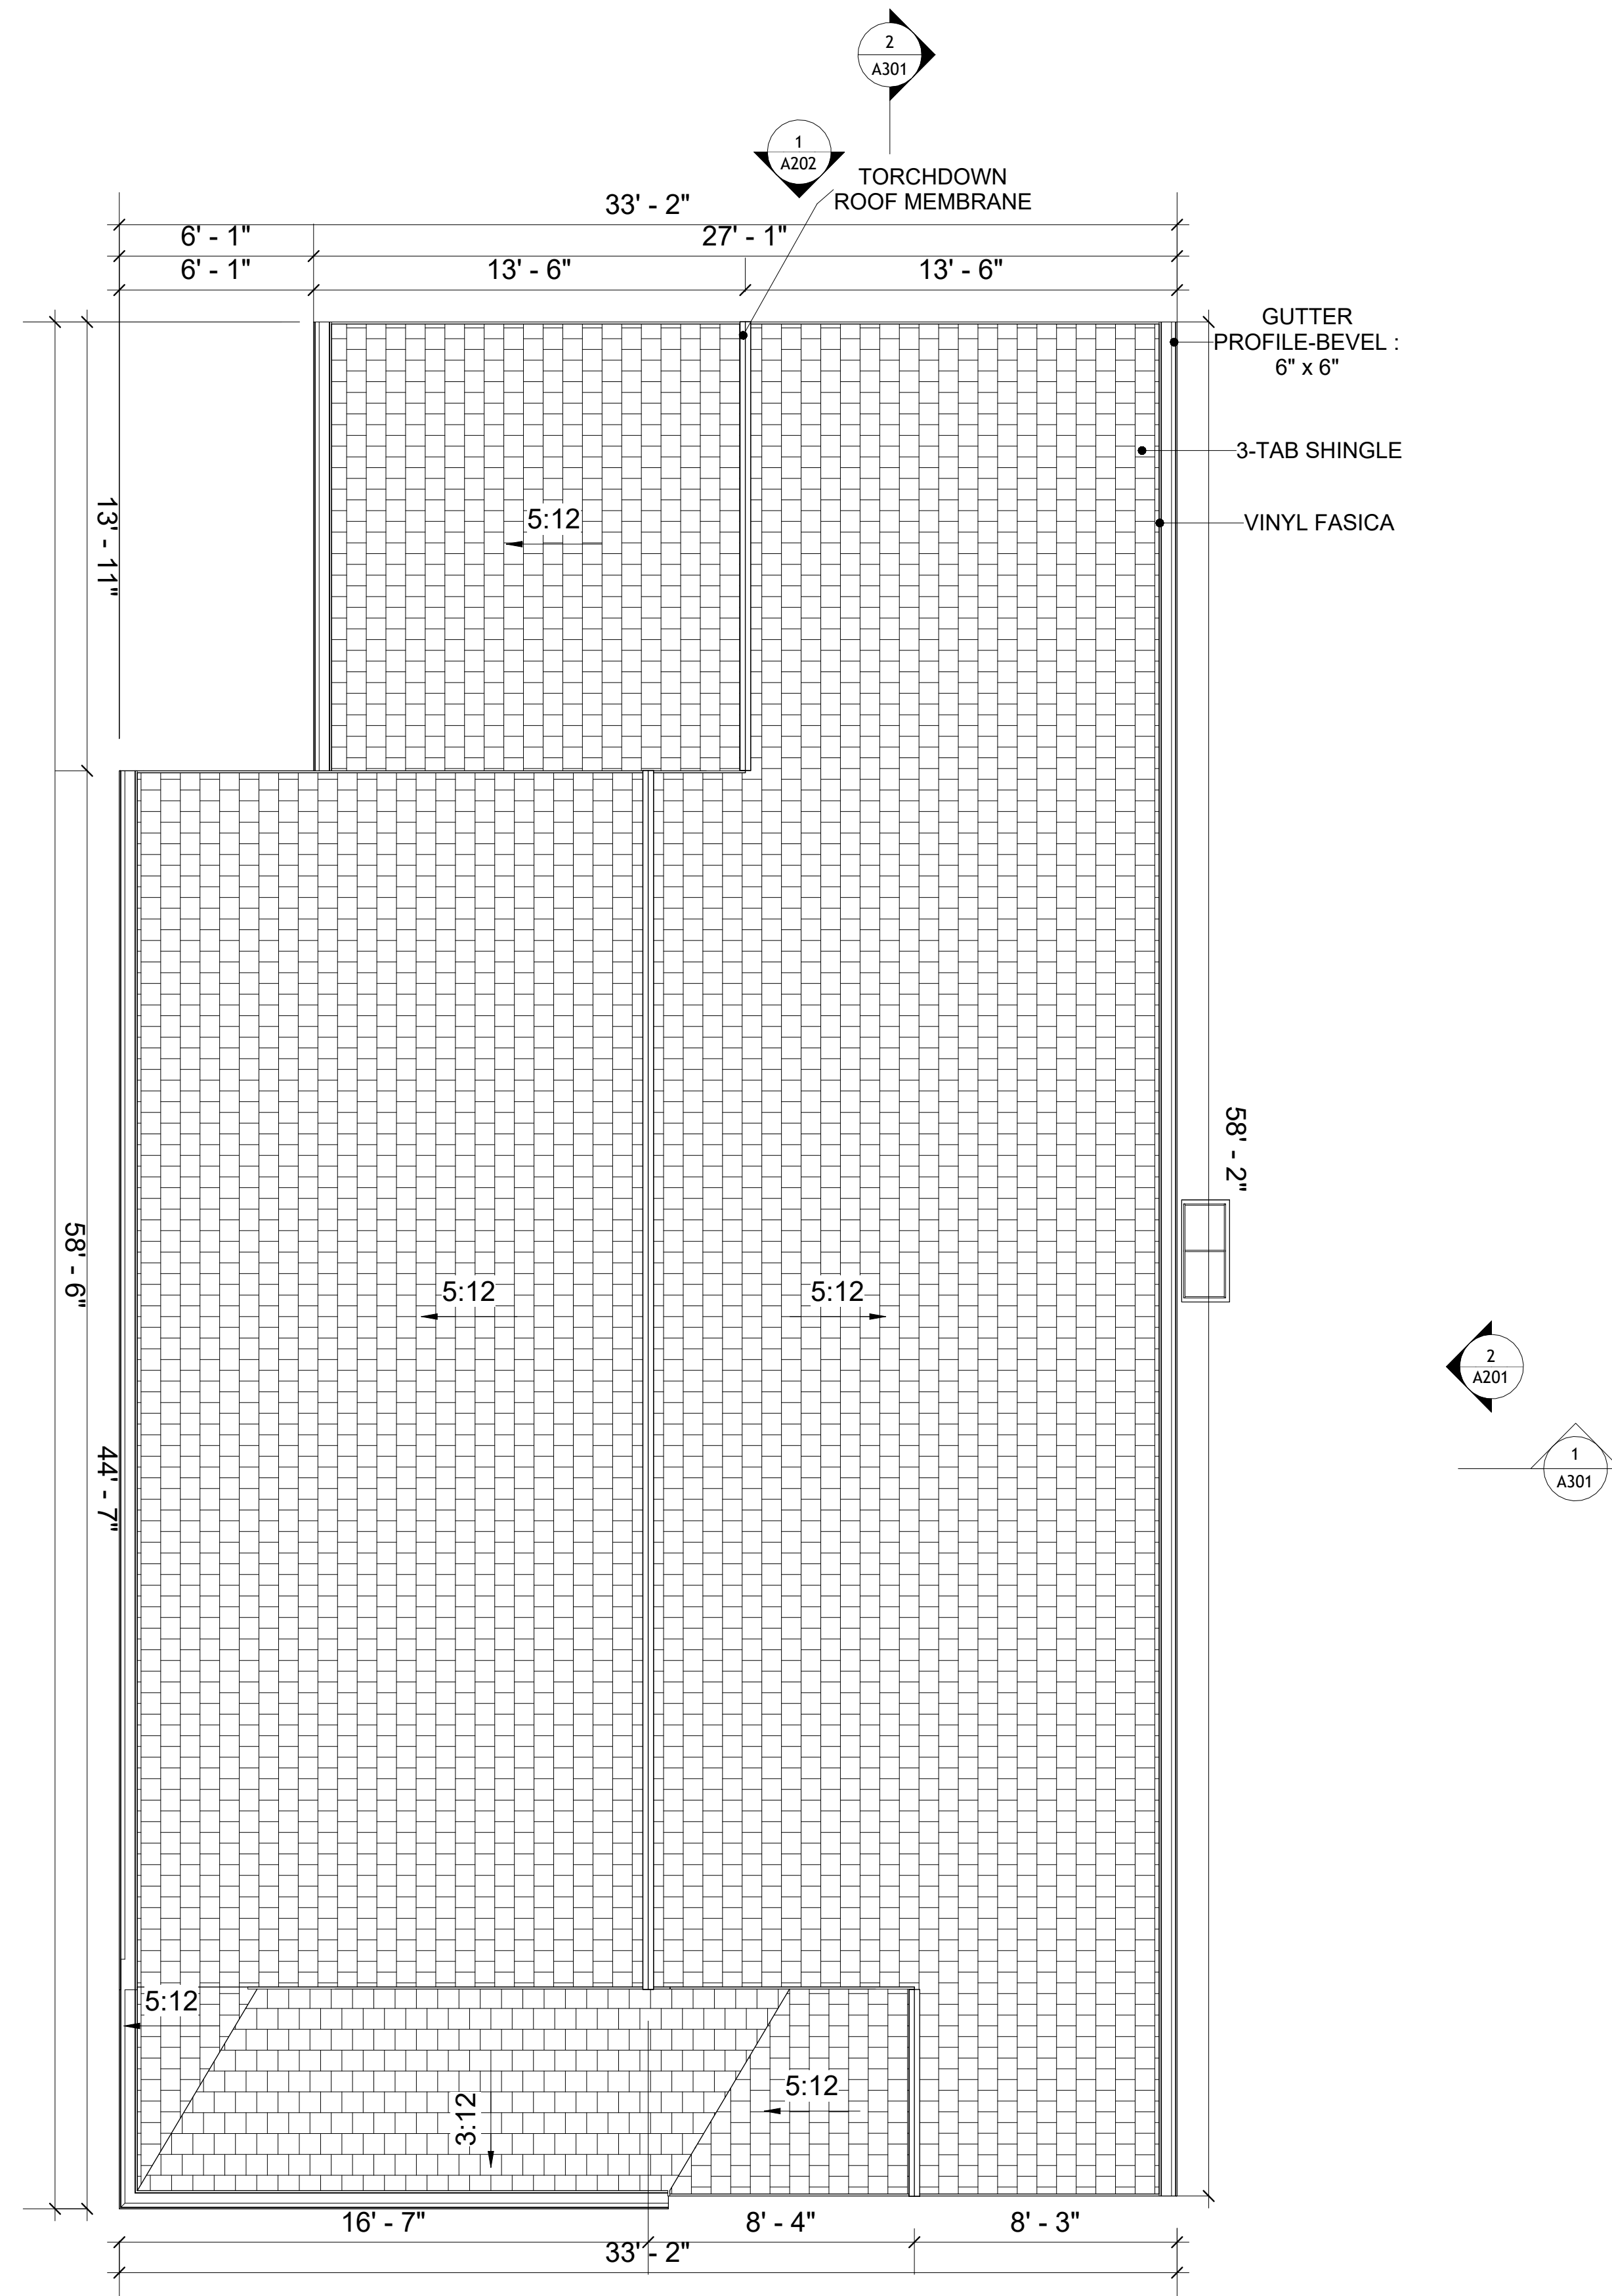 2
A301
1
A202
TORCHDOWN
ROOF MEMBRANE
33' - 2"
6' - 1"
27' - 1"
6' - 1"
13' - 6"
13' - 6"
GUTTER
PROFILE-BEVEL :
6" x 6"
3-TAB SHINGLE
VINYL FASICA
13' - 11"
5:12
58' - 2"
58' - 6"
5:12
5:12
2
A201
1
A301
44' - 7"
5:12
5:12
3:12
16' - 7"
8' - 4"
8' - 3"
33' - 2"